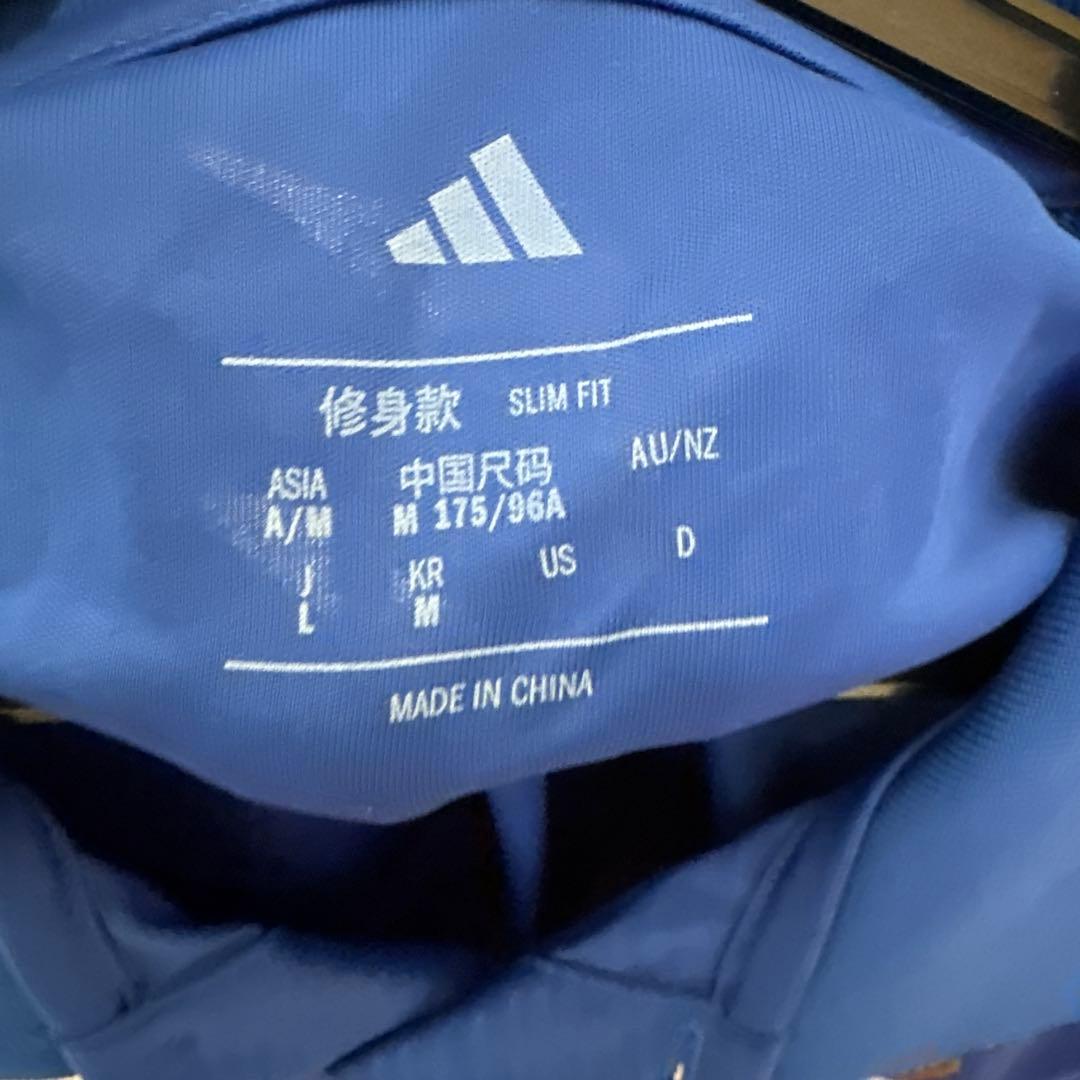 修身款 SLIM FIT
ASIA 中国尺码 AU/NZ
A/M M 175/96A
J KR US D
L M
MADE IN CHINA